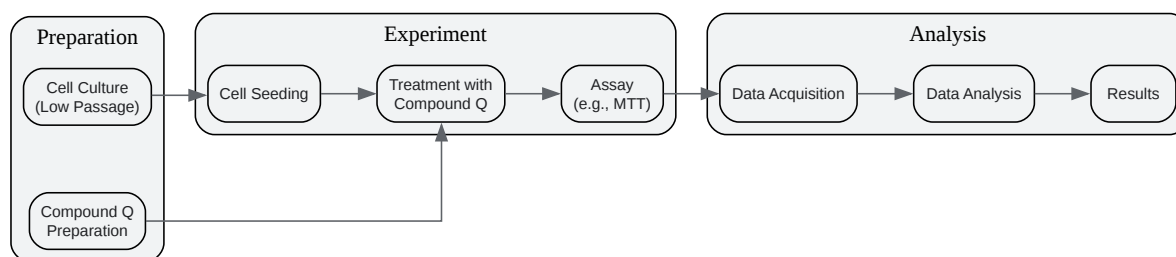 Preparation
Cell Culture
(Low Passage)
Compound Q
Preparation
Experiment
Cell Seeding
Treatment with
Compound Q
Assay
(e.g., MTT)
Analysis
Data Acquisition
Data Analysis
Results